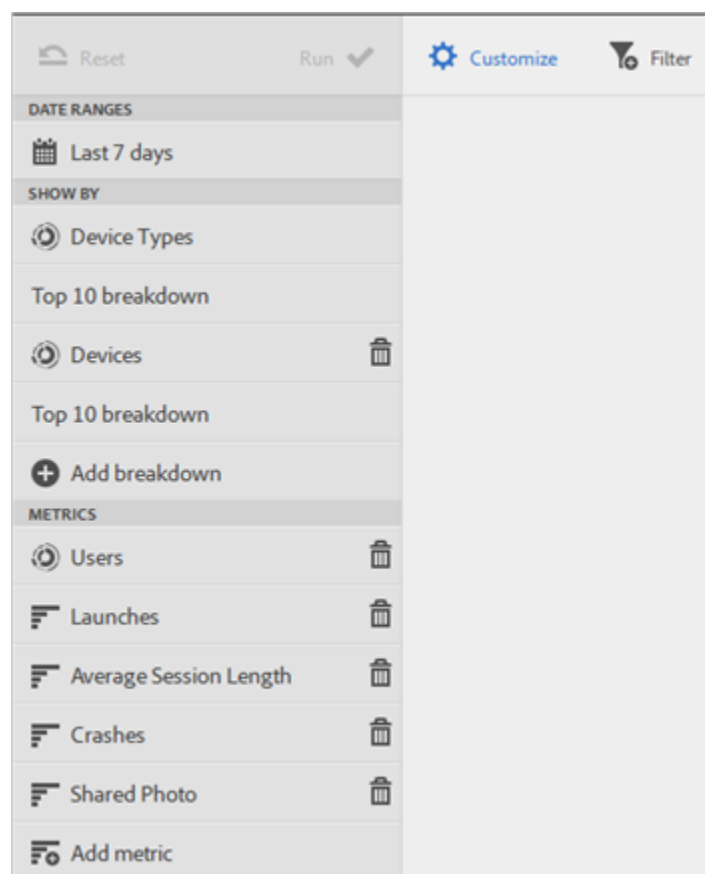 Reset Run Customize Filter
DATE RANGES
Last 7 days
SHOW BY
Device Types
Top 10 breakdown
Devices
Top 10 breakdown
Add breakdown
METRICS
Users
Launches
Average Session Length
Crashes
Shared Photo
Add metric